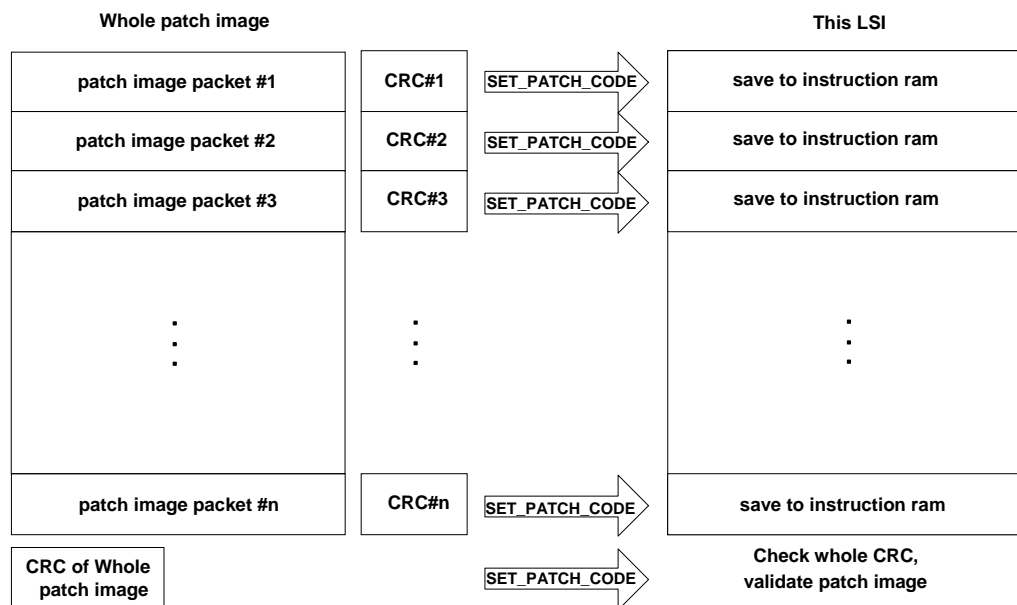 Whole patch image
This LSI
patch image packet #1
CRC#1
SET_PATCH_CODE
save to instruction ram
patch image packet #2
CRC#2
SET_PATCH_CODE
save to instruction ram
patch image packet #3
CRC#3
SET_PATCH_CODE
save to instruction ram
patch image packet #n
CRC#n
SET_PATCH_CODE
save to instruction ram
CRC of Whole
patch image
SET_PATCH_CODE
Check whole CRC,
validate patch image